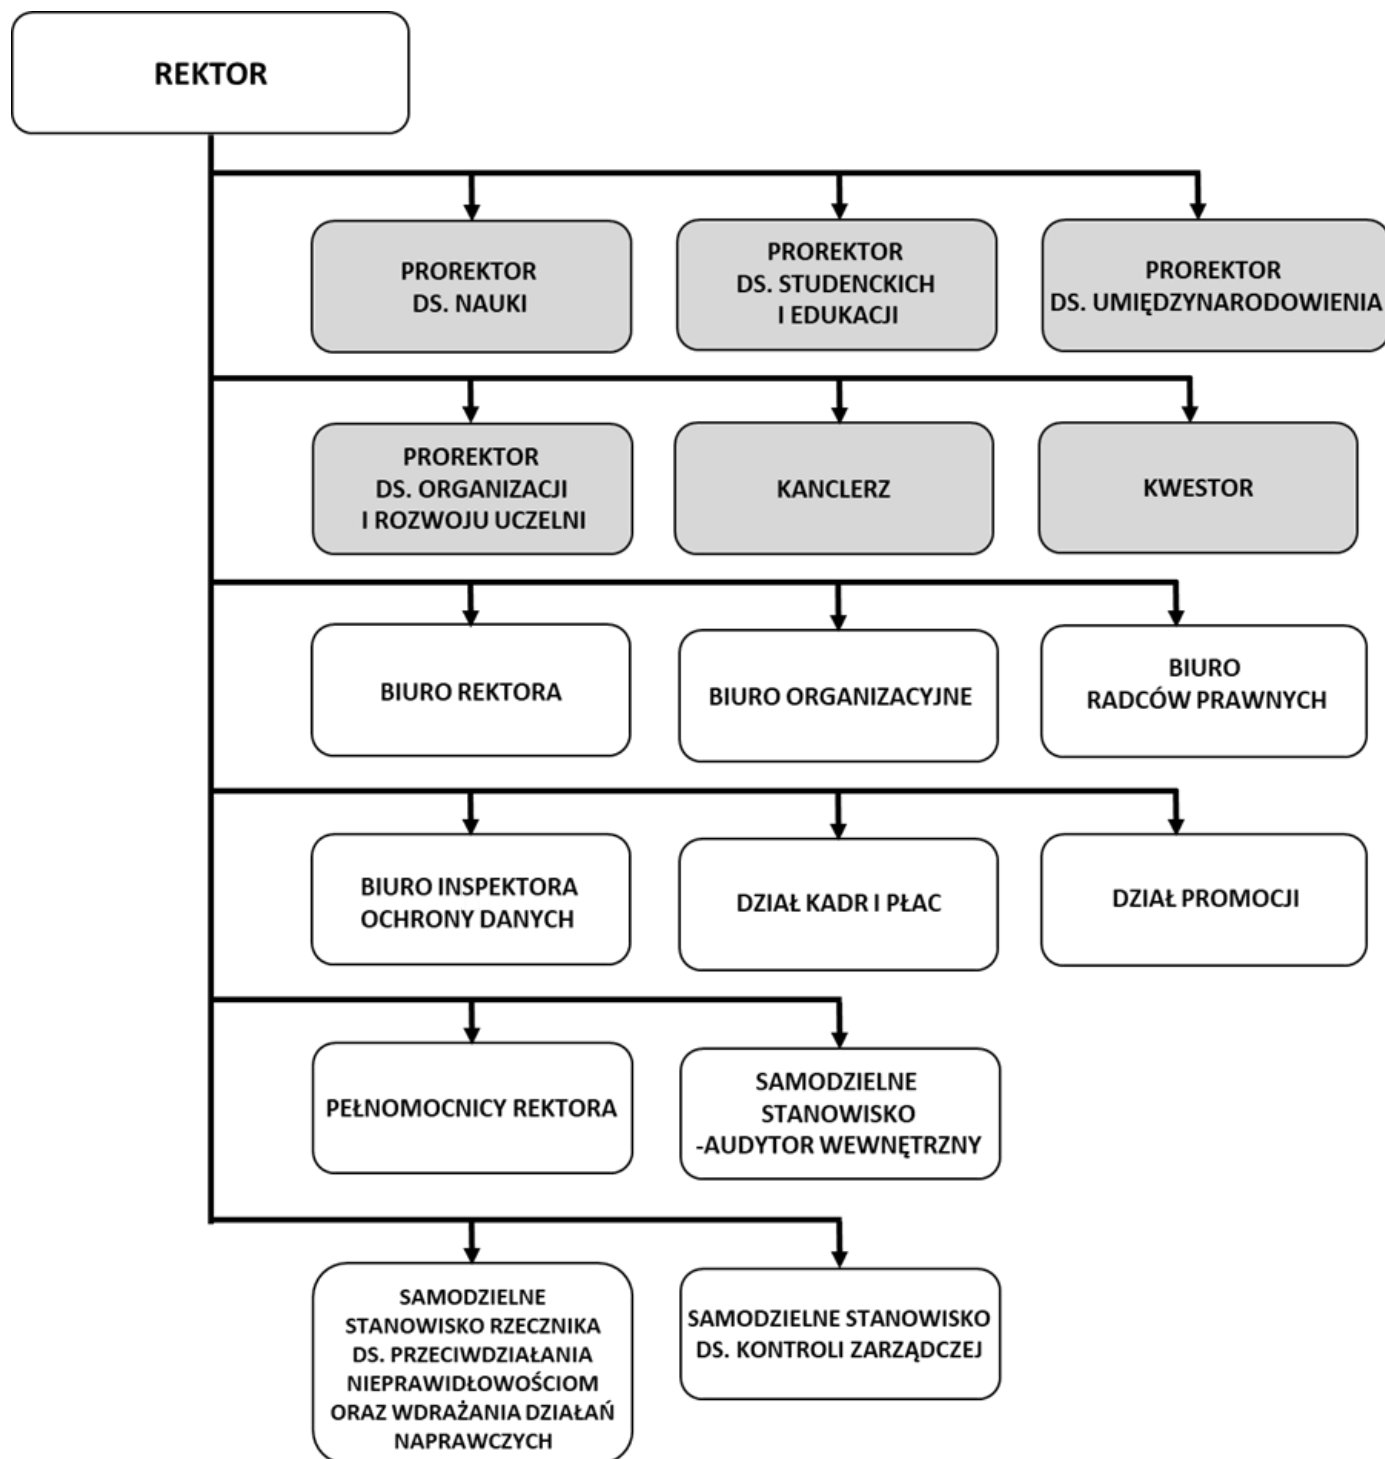 REKTOR
PROREKTOR
DS. NAUKI
PROREKTOR
DS. STUDENCKICH
I EDUKACJI
PROREKTOR
DS. UMIĘDZYNARODOWIENIA
PROREKTOR
DS. ORGANIZACJI
I ROZWOJU UCZELNI
KANCLERZ
KWESTOR
BIURO REKTORA
BIURO ORGANIZACYJNE
BIURO
RADCÓW PRAWNYCH
BIURO INSPEKTORA
OCHRONY DANYCH
DZIAŁ KADR I PŁAC
DZIAŁ PROMOCJI
PEŁNOMOCNICY REKTORA
SAMODZIELNE
STANOWISKO
-AUDYTOR WEWNĘTRZNY
SAMODZIELNE
STANOWISKO RZECZNIKA
DS. PRZECIWDZIAŁANIA
NIEPRAWIDŁOWOŚCIOM
ORAZ WDRAŻANIA DZIAŁAŃ
NAPRAWCZYCH
SAMODZIELNE STANOWISKO
DS. KONTROLI ZARZĄDCZEJ